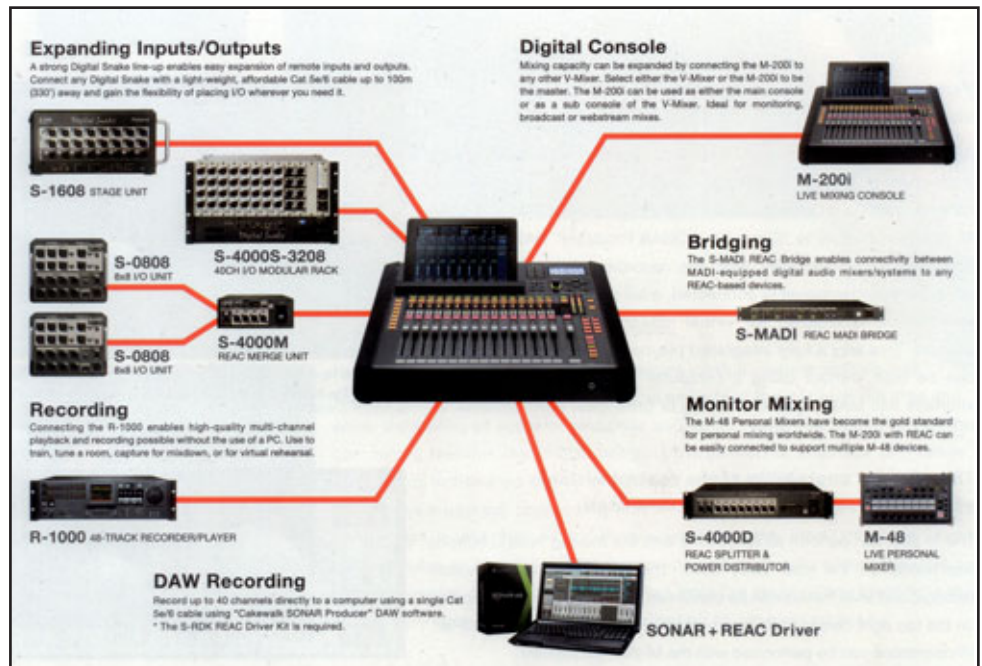 Expanding Inputs/Outputs
A strong Digital Snake line-up enables easy expansion of remote inputs and outputs.
Connect any Digital Snake with a light-weight, affordable Cat 5e/6 cable up to 100m
(330') away and gain the flexibility of placing I/O wherever you need it.
S-1608 STAGE UNIT
S-4000S-3208
40CH I/O MODULAR RACK
S-0808
8x8 I/O UNIT
S-0808
8x8 I/O UNIT
S-4000M
REAC MERGE UNIT
Recording
Connecting the R-1000 enables high-quality multi-channel
playback and recording possible without the use of a PC. Use to
train, tune a room, capture for mixdown, or for virtual rehearsal.
R-1000 48-TRACK RECORDER/PLAYER
DAW Recording
Record up to 40 channels directly to a computer using a single Cat
5e/6 cable using "Cakewalk SONAR Producer" DAW software.
* The S-RDK REAC Driver Kit is required.
SONAR + REAC Driver
Digital Console
Mixing capacity can be expanded by connecting the M-200i to
any other V-Mixer. Select either the V-Mixer or the M-200i to be
the master. The M-200i can be used as either the main console
or as a sub console of the V-Mixer. Ideal for monitoring,
broadcast or webstream mixes.
M-200i
LIVE MIXING CONSOLE
Bridging
The S-MADI REAC Bridge enables connectivity between
MADI-equipped digital audio mixers/systems to any
REAC-based devices.
S-MADI REAC MADI BRIDGE
Monitor Mixing
The M-48 Personal Mixers have become the gold standard
for personal mixing worldwide. The M-200i with REAC can
be easily connected to support multiple M-48 devices.
S-4000D
REAC SPLITTER &
POWER DISTRIBUTOR
M-48
LIVE PERSONAL
MIXER